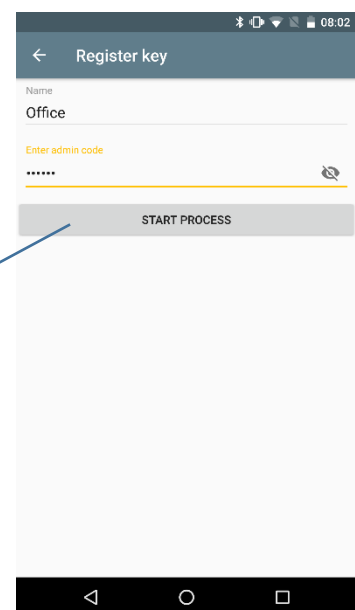 08:02
Register key
Name
Office
Enter admin code
••••••
START PROCESS